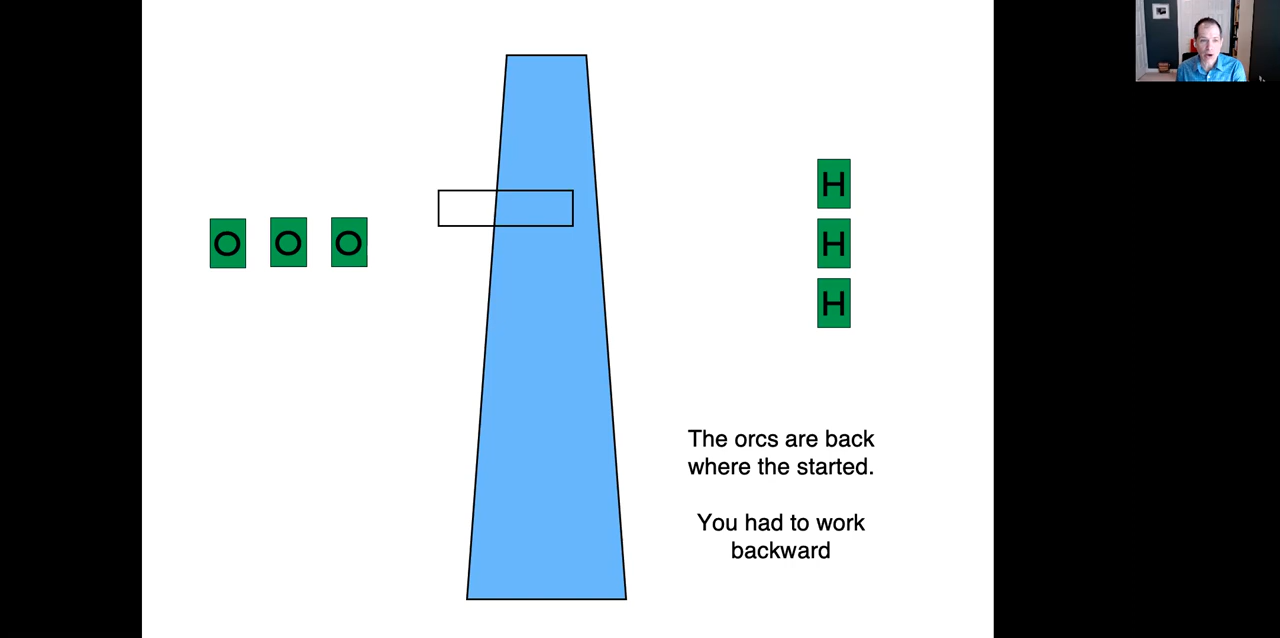 O O O
H
H
H
The orcs are back
where the started.
You had to work
backward